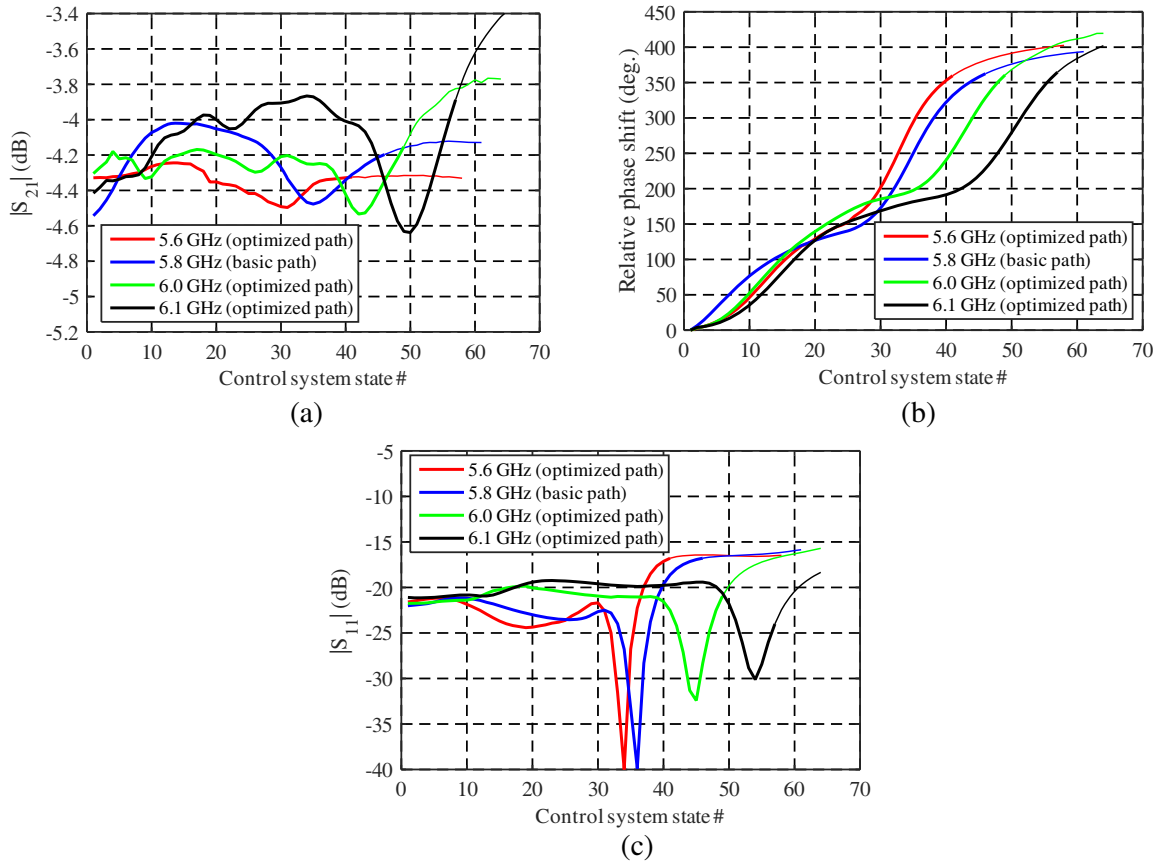 -3.4
-3.6
-3.8
-4
-4.2
-4.4
-4.6
-4.8
-5
-5.2
|S21| (dB)
5.6 GHz (optimized path)
5.8 GHz (basic path)
6.0 GHz (optimized path)
6.1 GHz (optimized path)
0 10 20 30 40 50 60 70
Control system state #
(a)
450
400
350
300
250
200
150
100
50
0
Relative phase shift (deg.)
5.6 GHz (optimized path)
5.8 GHz (basic path)
6.0 GHz (optimized path)
6.1 GHz (optimized path)
0 10 20 30 40 50 60 70
Control system state #
(b)
-5
-10
-15
-20
-25
-30
-35
-40
|S11| (dB)
5.6 GHz (optimized path)
5.8 GHz (basic path)
6.0 GHz (optimized path)
6.1 GHz (optimized path)
0 10 20 30 40 50 60 70
Control system state #
(c)